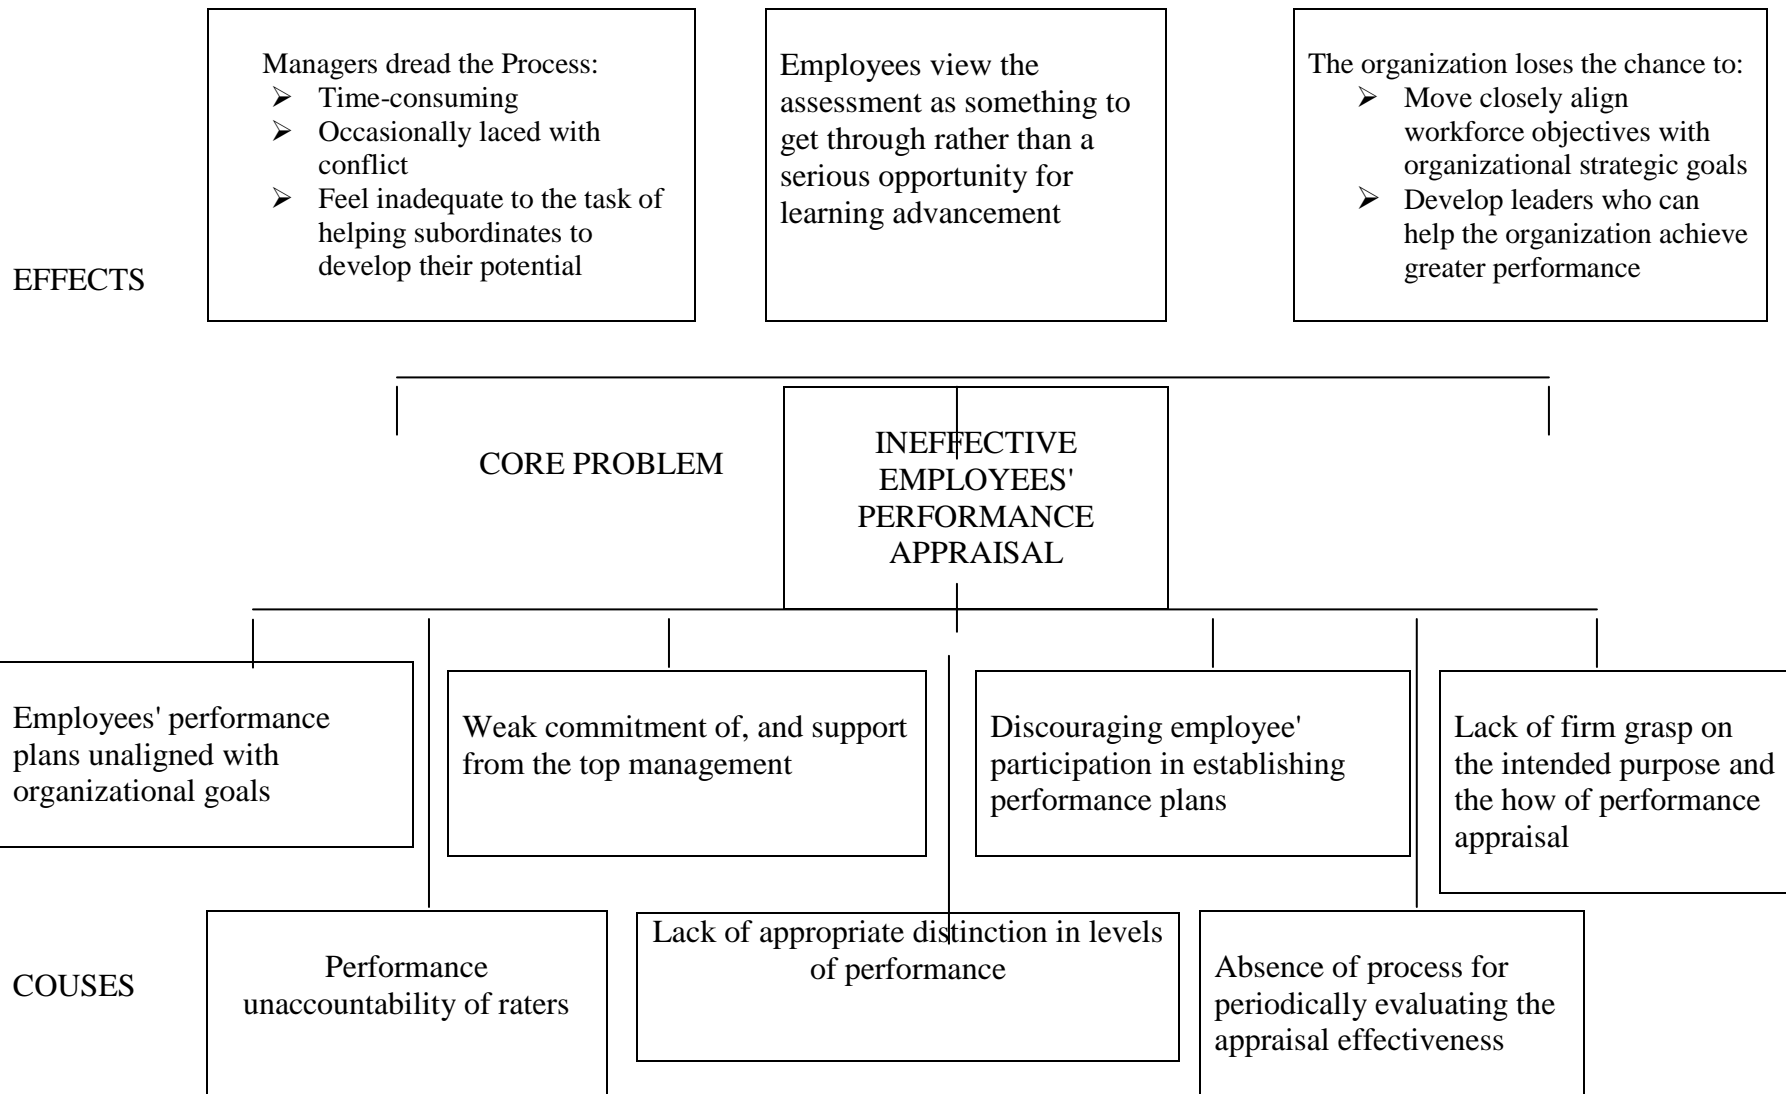 Managers dread the Process:
➢ Time-consuming
➢ Occasionally laced with
conflict
➢ Feel inadequate to the task of
helping subordinates to
develop their potential
Employees view the
assessment as something to
get through rather than a
serious opportunity for
learning advancement
The organization loses the chance to:
➢ Move closely align
workforce objectives with
organizational strategic goals
➢ Develop leaders who can
help the organization achieve
greater performance
EFFECTS
CORE PROBLEM
INEFFECTIVE
EMPLOYEES'
PERFORMANCE
APPRAISAL
Employees' performance
plans unaligned with
organizational goals
Weak commitment of, and support
from the top management
Discouraging employee'
participation in establishing
performance plans
Lack of firm grasp on
the intended purpose and
the how of performance
appraisal
COUSES
Performance
unaccountability of raters
Lack of appropriate distinction in levels
of performance
Absence of process for
periodically evaluating the
appraisal effectiveness